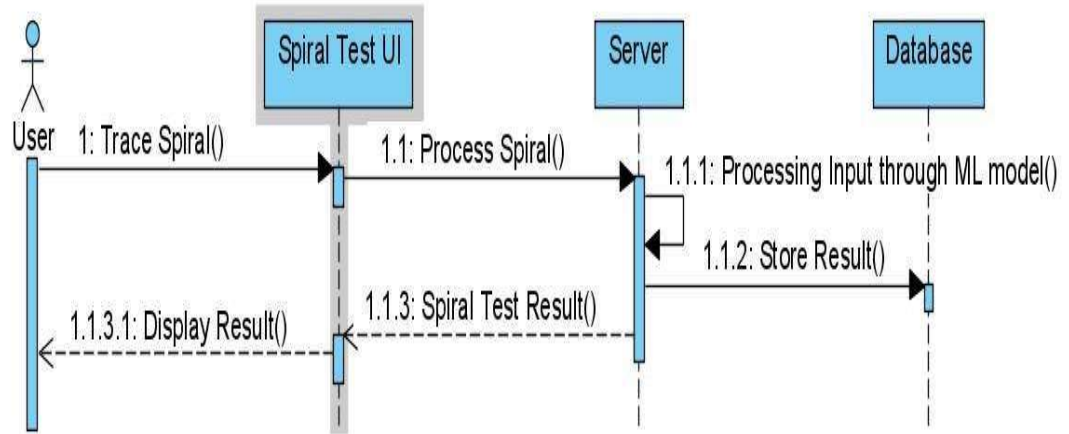 Spiral Test UI
Server
Database
User
1: Trace Spiral()
1.1: Process Spiral()
1.1.1: Processing Input through ML model()
1.1.2: Store Result()
1.1.3: Spiral Test Result()
1.1.3.1: Display Result()